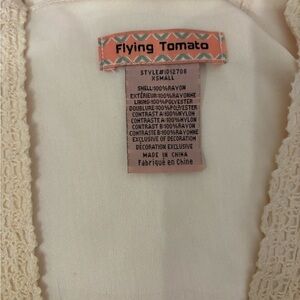 Flying Tomato
STYLE#ID12708
XSMALL
SHELL:100%RAYON
EXTÉRIEUR:100%RAYONNE
LINING:100%POLYESTER
DOUBLURE:100%POLYESTER
CONTRAST A:100%NYLON
CONTRASTE A:100%NYLON
CONTRAST B:100%RAYON
CONTRASTE B:100%RAYONNE
EXCLUSIVE OF DECORATION
DÉCORATION EXCLUSIVE
MADE IN CHINA
Fabriqué en Chine